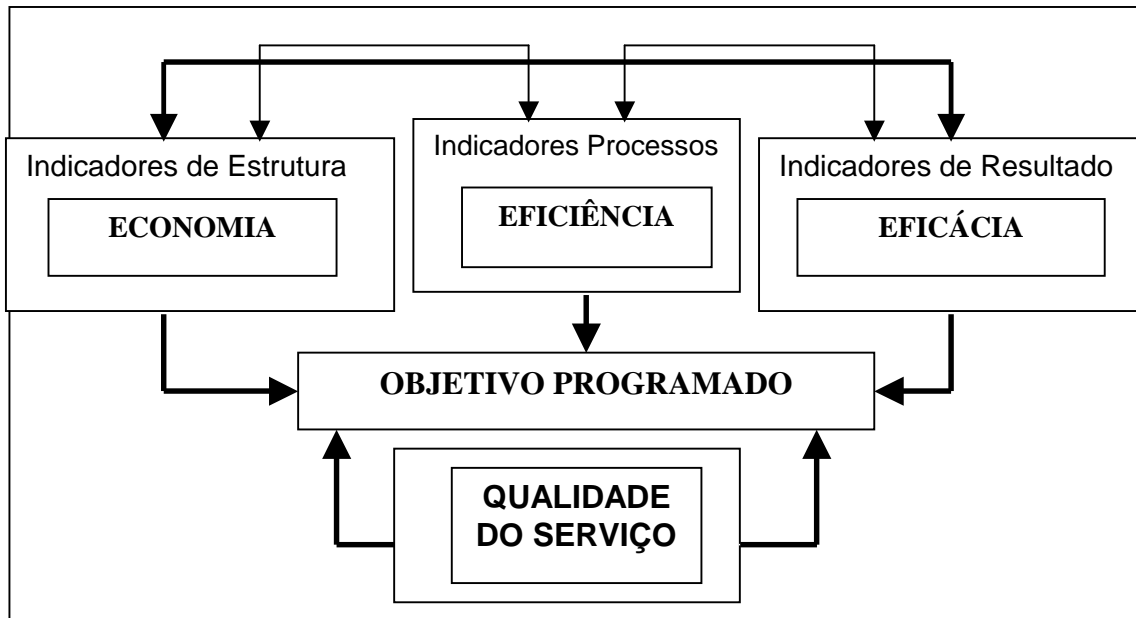 Indicadores de Estrutura
ECONOMIA
Indicadores Processos
EFICIÊNCIA
Indicadores de Resultado
EFICÁCIA
OBJETIVO PROGRAMADO
QUALIDADE
DO SERVIÇO